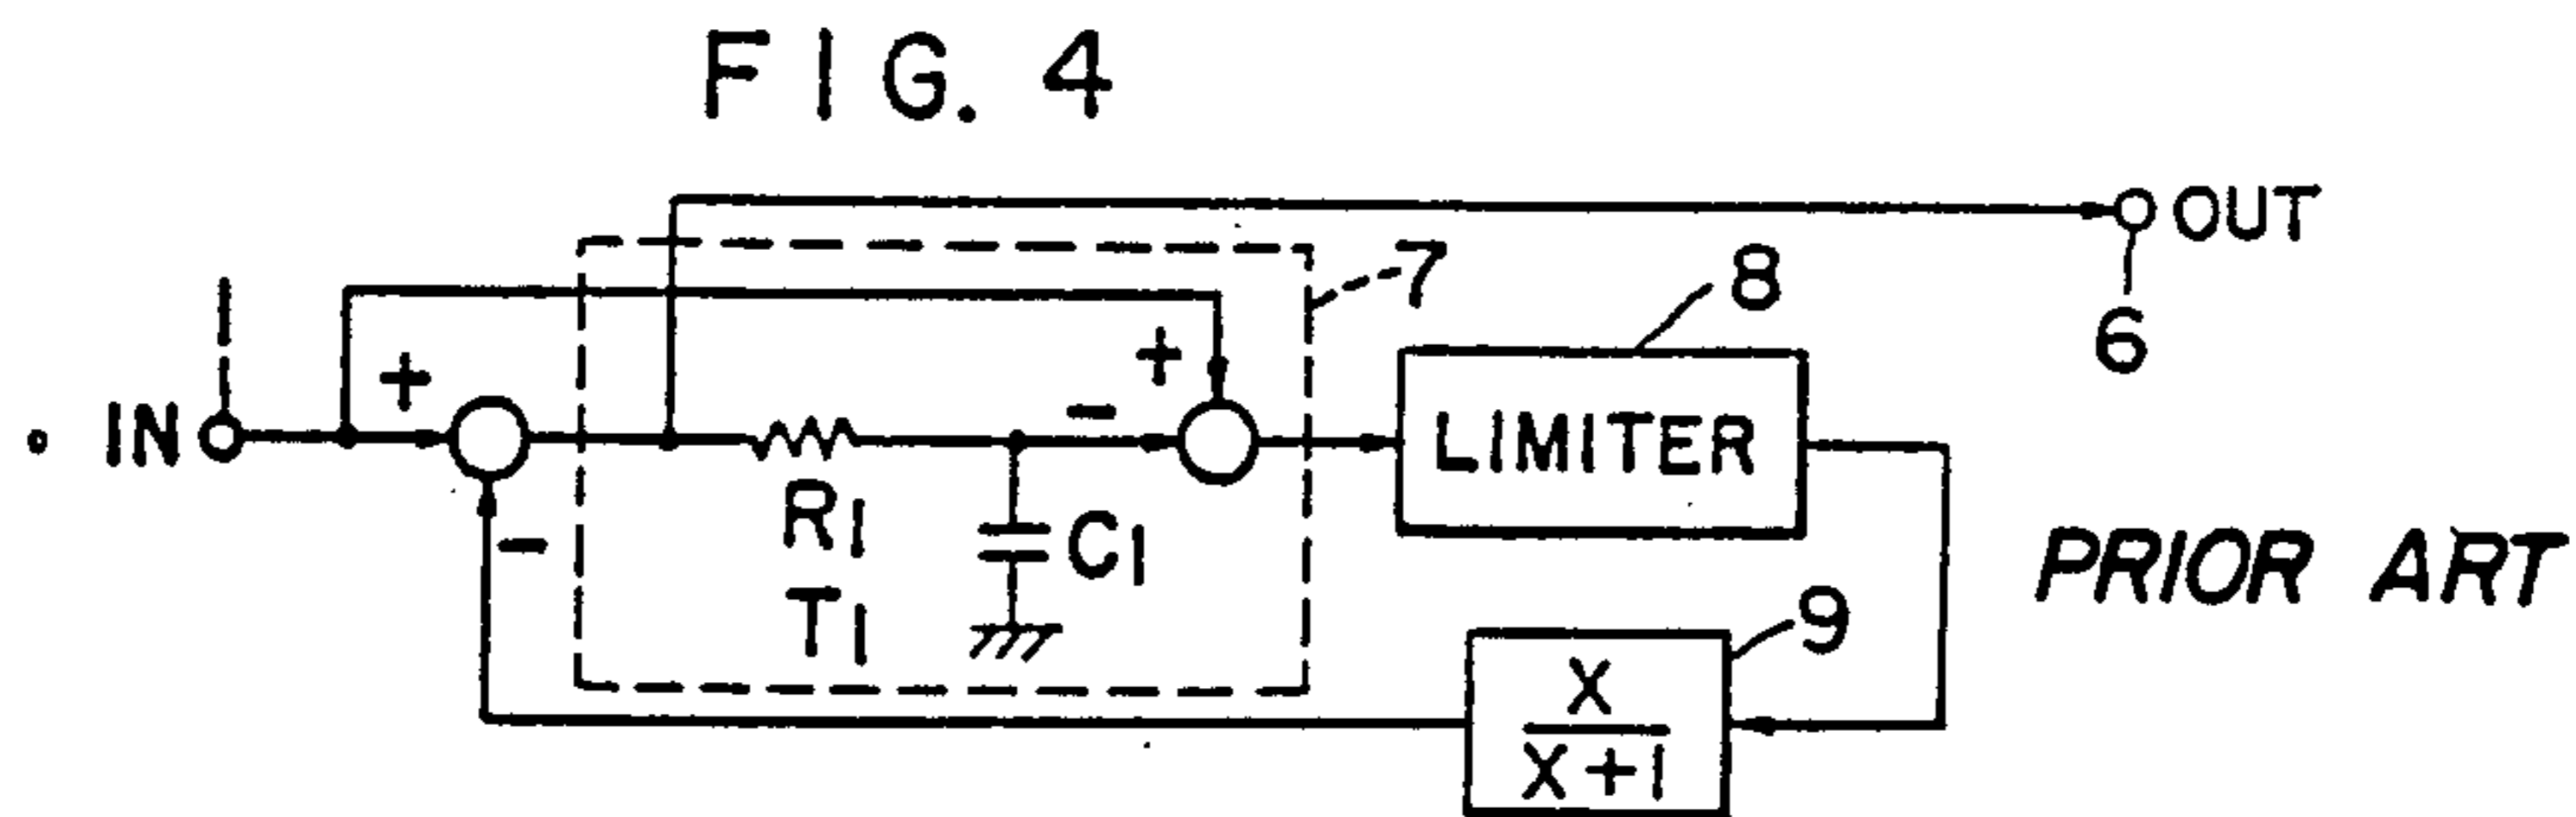 FIG. 4
OUT
7
8
6
+
+
-
IN
LIMITER
-
R1
C1
T1
PRIOR ART
9
X
X+1